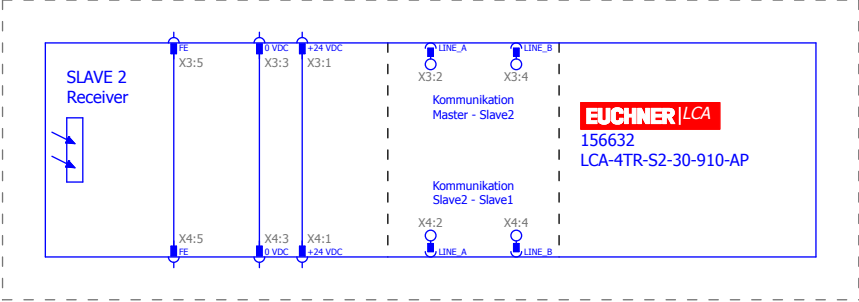 FE
0 VDC
+24 VDC
LINE_A
LINE_B
X3:5
X3:3
X3:1
X3:2
X3:4
SLAVE 2
Receiver
Kommunikation
Master - Slave2
EUCHNER|LCA
156632
LCA-4TR-S2-30-910-AP
Kommunikation
Slave2 - Slave1
X4:5
X4:3
X4:1
X4:2
X4:4
FE
0 VDC
+24 VDC
LINE_A
LINE_B